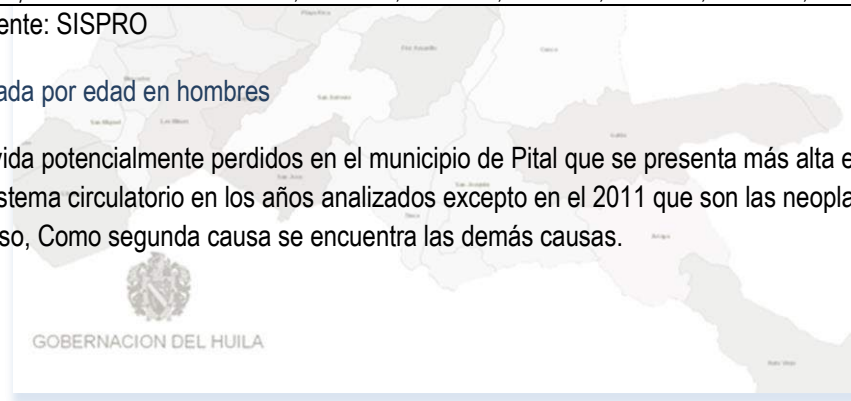 ente: SISPRO
ada por edad en hombres
vida potencialmente perdidos en el municipio de Pital que se presenta más alta e
stema circulatorio en los años analizados excepto en el 2011 que son las neopla
so, Como segunda causa se encuentra las demás causas.
GOBERNACION DEL HUILA